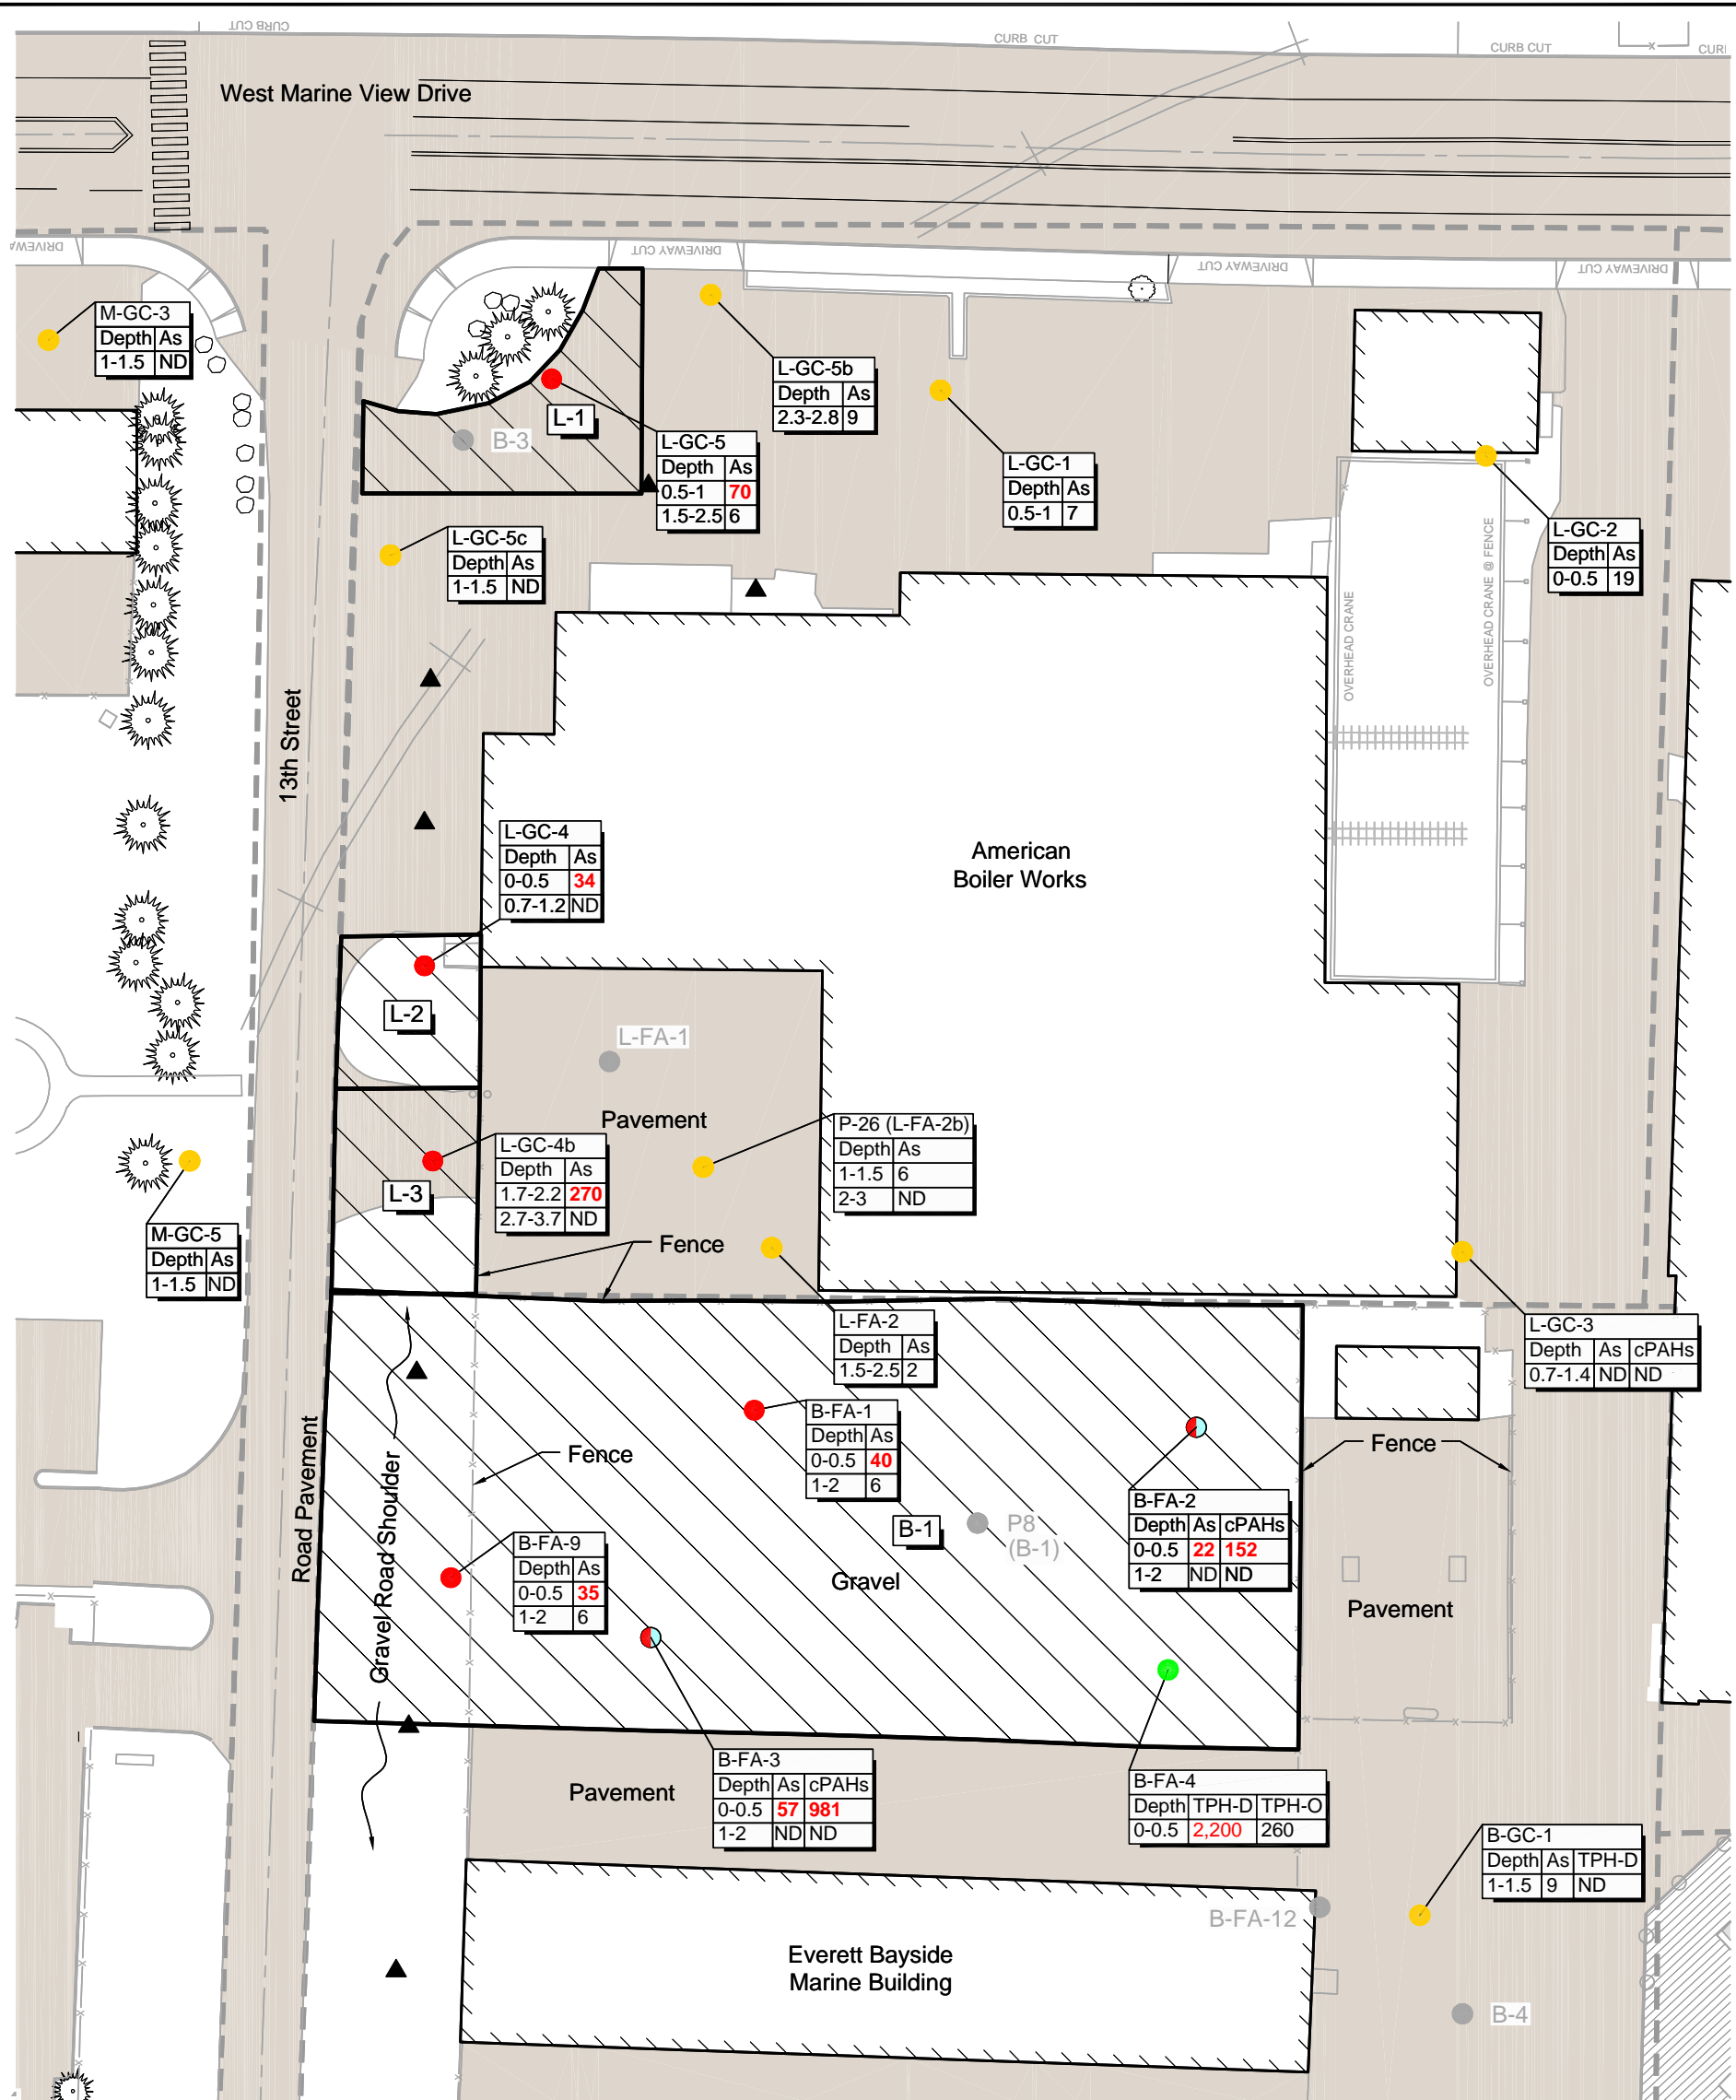 CURB CUT
CURB CUT
CURB CUT
West Marine View Drive
DRIVEWAY CUT
DRIVEWAY CUT
DRIVEWAY CUT
M-GC-3
Depth As
1-1.5 ND
L-GC-5b
Depth As
2.3-2.8 9
L-1
B-3
L-GC-5
Depth As
0.5-1 70
1.5-2.5 6
L-GC-1
Depth As
0.5-1 7
L-GC-2
Depth As
0-0.5 19
L-GC-5c
Depth As
1-1.5 ND
OVERHEAD CRANE
OVERHEAD CRANE @ FENCE
13th Street
L-GC-4
Depth As
0-0.5 34
0.7-1.2 ND
American
Boiler Works
L-2
L-FA-1
Pavement
P-26 (L-FA-2b)
Depth As
1-1.5 6
2-3 ND
L-GC-4b
Depth As
1.7-2.2 270
2.7-3.7 ND
L-3
M-GC-5
Depth As
1-1.5 ND
Fence
L-FA-2
Depth As
1.5-2.5 2
L-GC-3
Depth As cPAHs
0.7-1.4 ND ND
B-FA-1
Depth As
0-0.5 40
1-2 6
Fence
Fence
Road Pavement
Gravel Road Shoulder
B-FA-2
Depth As cPAHs
0-0.5 22 152
1-2 ND ND
B-1
P8
(B-1)
B-FA-9
Depth As
0-0.5 35
1-2 6
Gravel
Pavement
B-FA-3
Depth As cPAHs
0-0.5 57 981
1-2 ND ND
Pavement
B-FA-4
Depth TPH-D TPH-O
0-0.5 2,200 260
B-GC-1
Depth As TPH-D
1-1.5 9 ND
B-FA-12
Everett Bayside
Marine Building
B-4